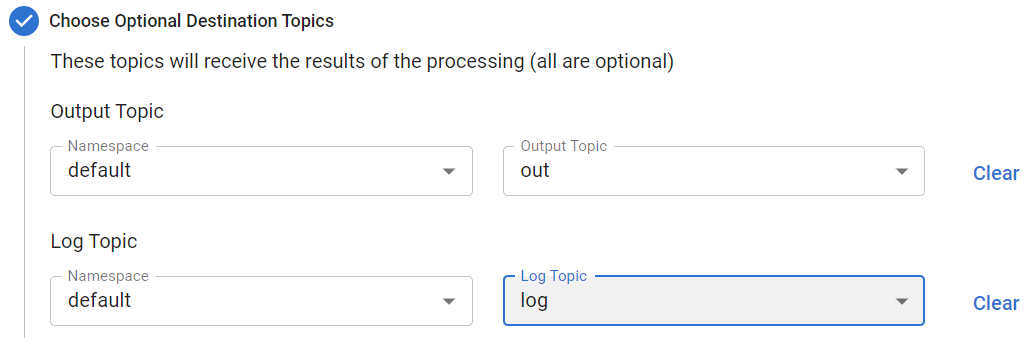 Choose Optional Destination Topics
These topics will receive the results of the processing (all are optional)
Output Topic
Namespace
default
Output Topic
out
Clear
Log Topic
Namespace
default
Log Topic
log
Clear